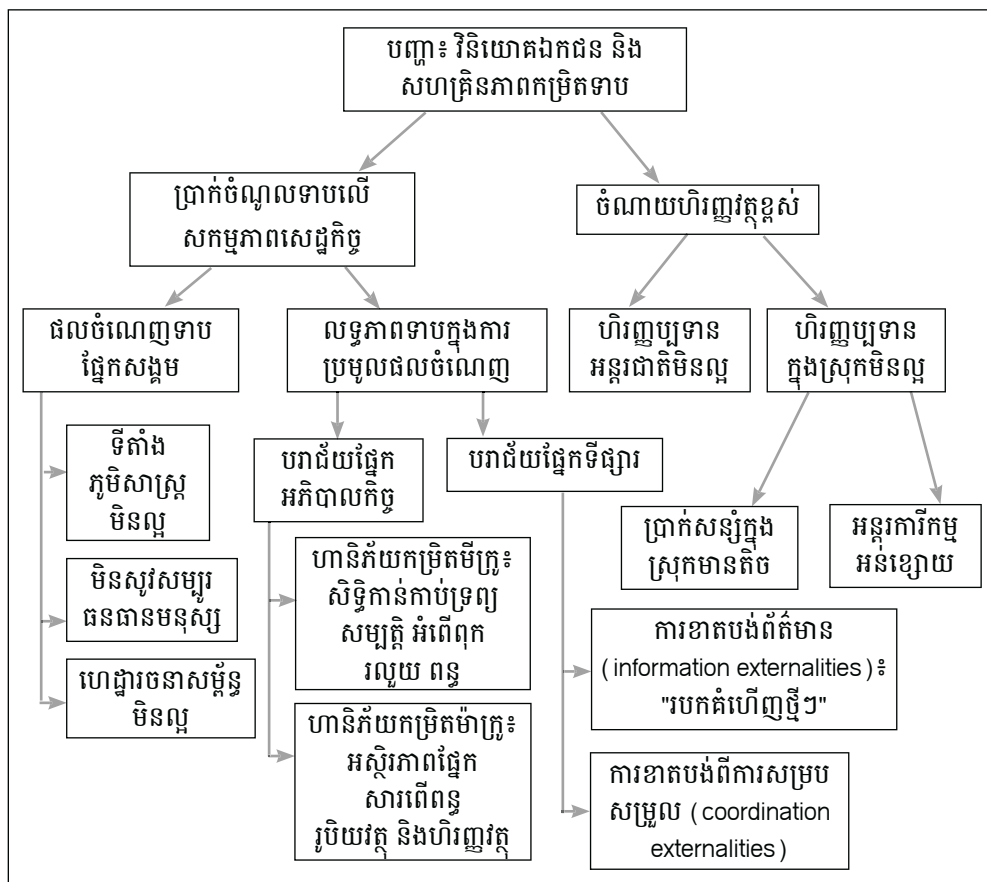 បញ្ហា៖ វិនិយោគឯកជន និង
សហគ្រិនភាពកម្រិតទាប
ប្រាក់ចំណូលទាបលើ
សកម្មភាពសេដ្ឋកិច្ច
ចំណាយហិរញ្ញវត្ថុខ្ពស់
ផលចំណេញទាប
ផ្នែកសង្គម
លទ្ធភាពទាបក្នុងការ
ប្រមូលផលចំណេញ
ហិរញ្ញប្បទាន
អន្តរជាតិមិនល្អ
ហិរញ្ញប្បទាន
ក្នុងស្រុកមិនល្អ
ទីតាំង
ភូមិសាស្ត្រ
មិនល្អ
មិនសូវសម្បូរ
ធនធានមនុស្ស
ហេដ្ឋារចនាសម្ព័ន្ធ
មិនល្អ
បរាជ័យផ្នែក
អភិបាលកិច្ច
បរាជ័យផ្នែកទីផ្សារ
ហានិភ័យកម្រិតមីក្រូ៖
សិទ្ធិកាន់កាប់ទ្រព្យ
សម្បត្តិ អំពើពុក
រលួយ ពន្ធ
ហានិភ័យកម្រិតម៉ាក្រូ៖
អស្ថិរភាពផ្នែក
សារពើពន្ធ
រូបិយវត្ថុ និងហិរញ្ញវត្ថុ
ប្រាក់សន្សំក្នុង
ស្រុកមានតិច
អន្តរការីកម្ម
អន់ខ្សោយ
ការខាតបង់ព័ត៌មាន
(information externalities)៖
"របកគំហើញថ្មីៗ"
ការខាតបង់ពីការសម្រប
សម្រួល (coordination
externalities)